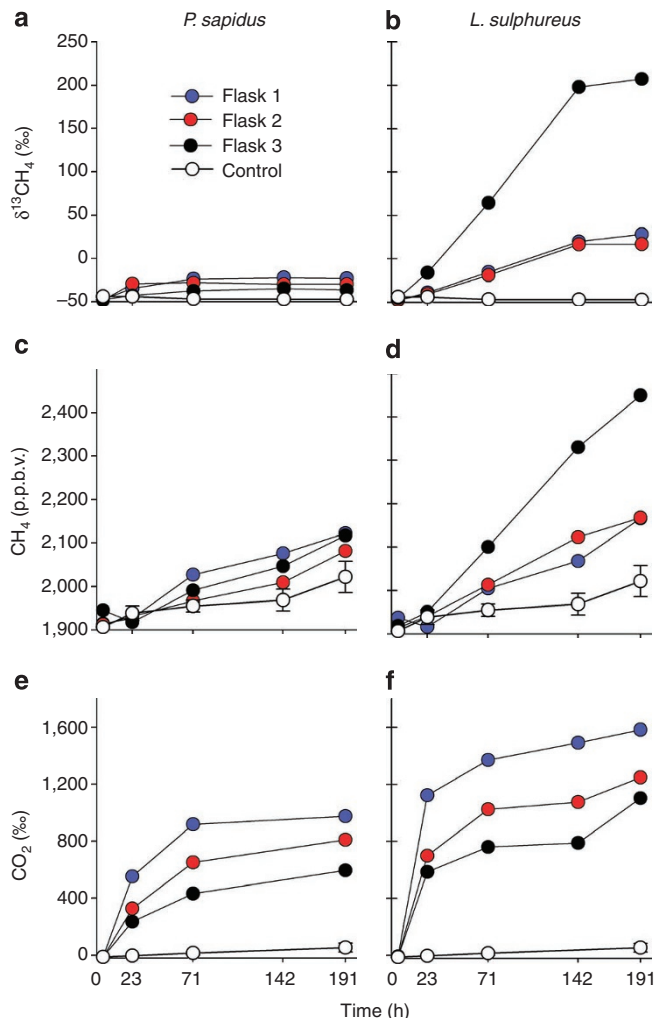 a
P. sapidus
b
L. sulphureus
250
200
150
100
50
0
–50
δ13CH4 (‰)
Flask 1
Flask 2
Flask 3
Control
c
d
2,400
2,300
2,200
2,100
2,000
1,900
CH4 (p.p.b.v.)
e
f
1,600
1,200
800
400
0
CO2 (‰)
0 23 71 142 191
0 23 71 142 191
Time (h)